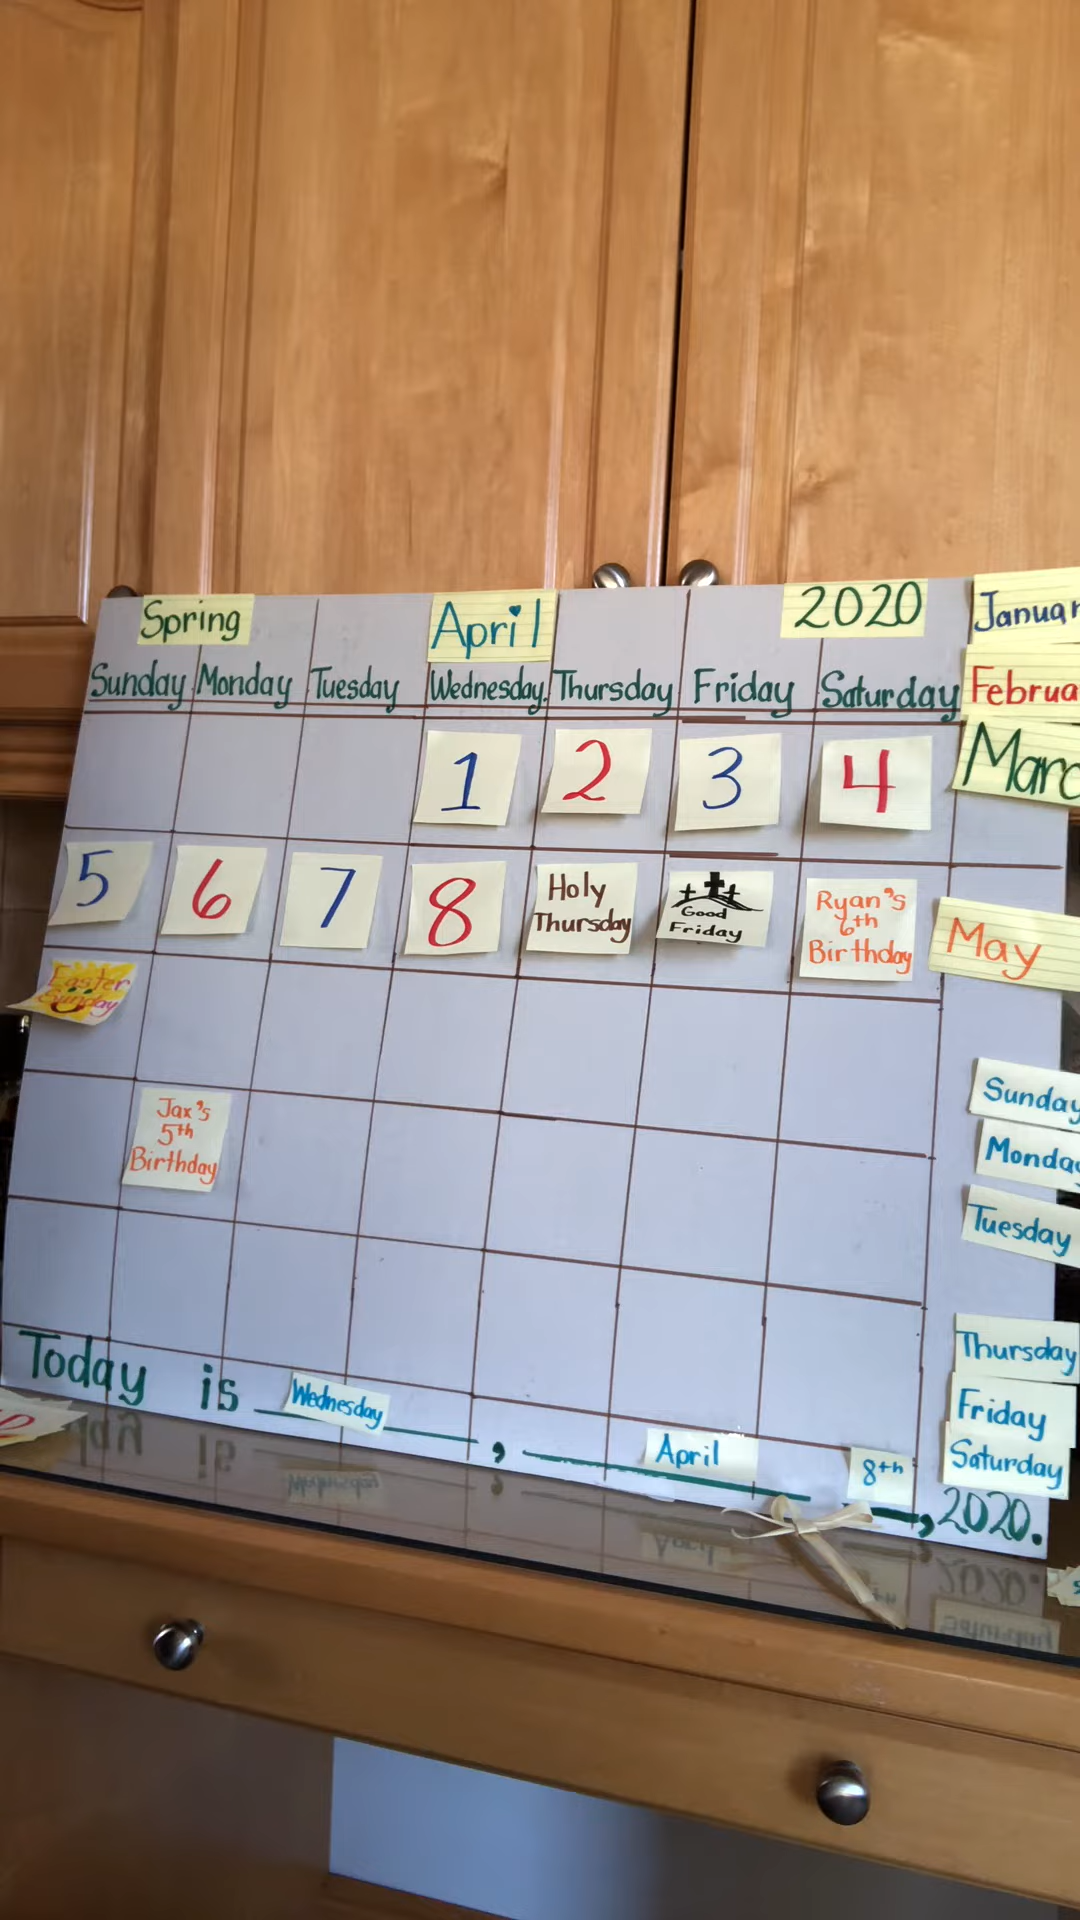 Spring April 2020
Sunday Monday Tuesday Wednesday. Thursday Friday Saturday
1 2 3 4
5 6 7 8
Holy
Thursday
Good
Friday
Ryan's
6th
Birthday
Easter
Sunday
Jax's
5th
Birthday
Today is Wednesday, April 8th, 2020.
Januar
Februa
Marc
May
Sunday
Monda
Tuesday
Thursday
Friday
Saturday